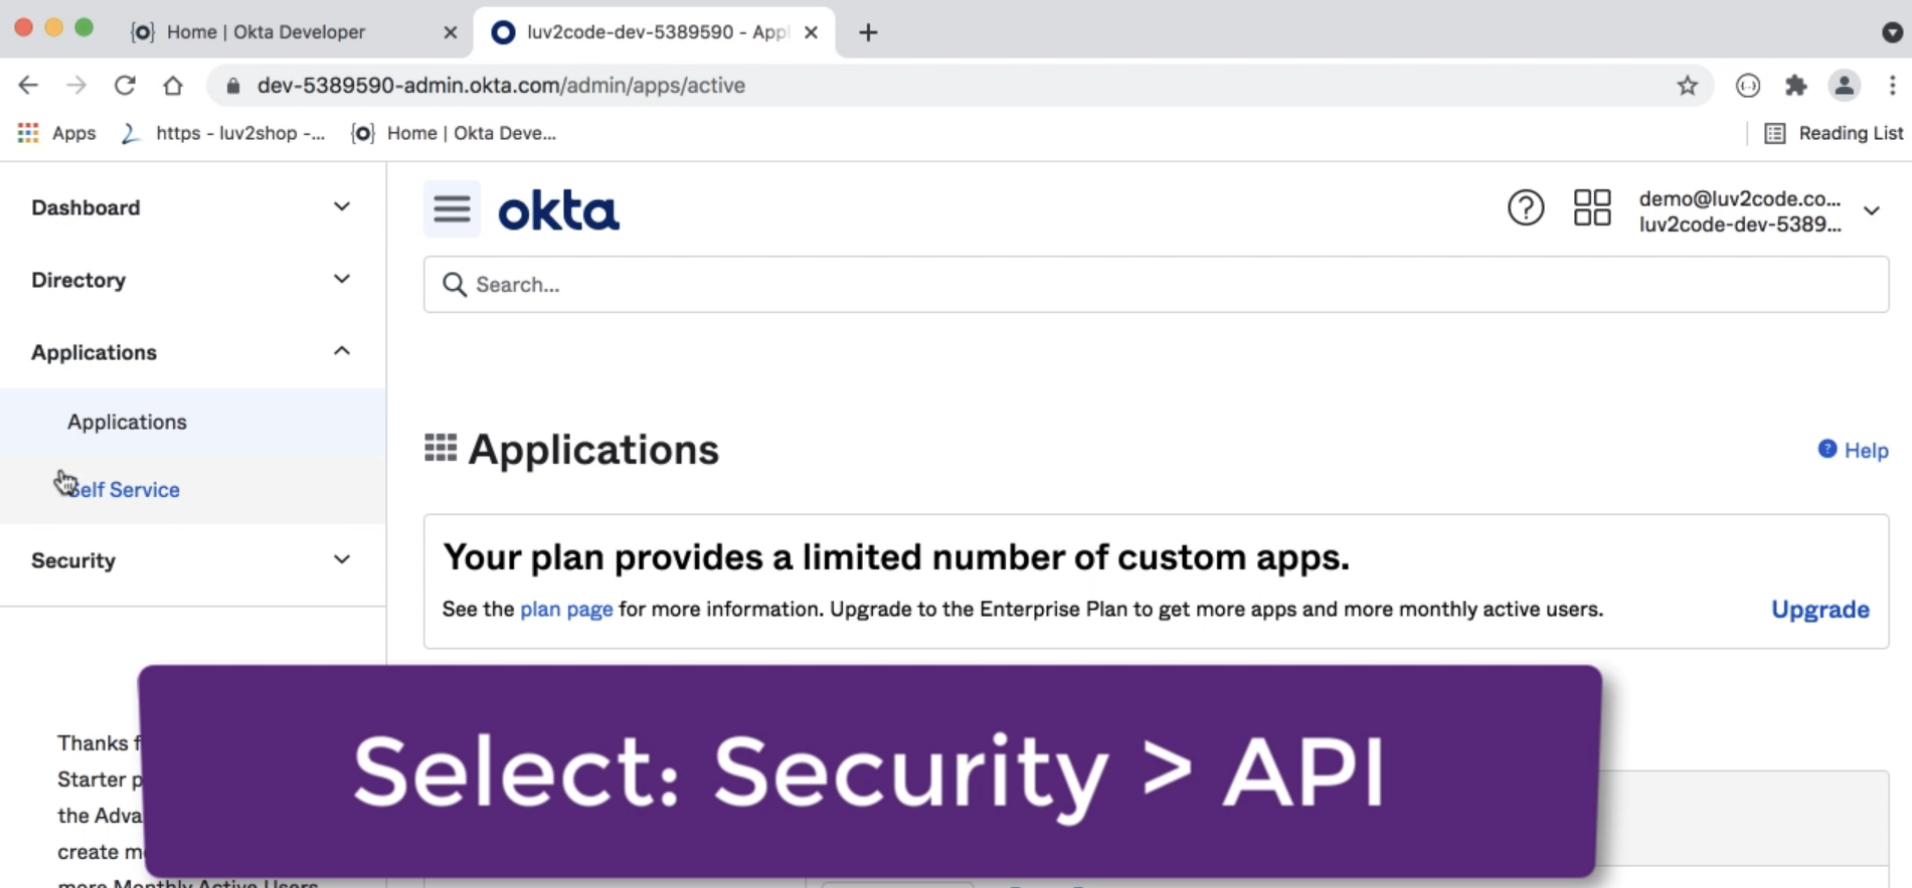 Home | Okta Developer
luv2code-dev-5389590 - Appl
dev-5389590-admin.okta.com/admin/apps/active
Apps
https - luv2shop -...
Home | Okta Deve...
Reading List
Dashboard
Directory
Applications
Applications
Self Service
Security
okta
demo@luv2code.co...
luv2code-dev-5389...
Search...
Applications
Help
Your plan provides a limited number of custom apps.
See the plan page for more information. Upgrade to the Enterprise Plan to get more apps and more monthly active users.
Upgrade
Thanks f
Starter p
the Adva
create m
more Monthly Active Users
Select: Security > API